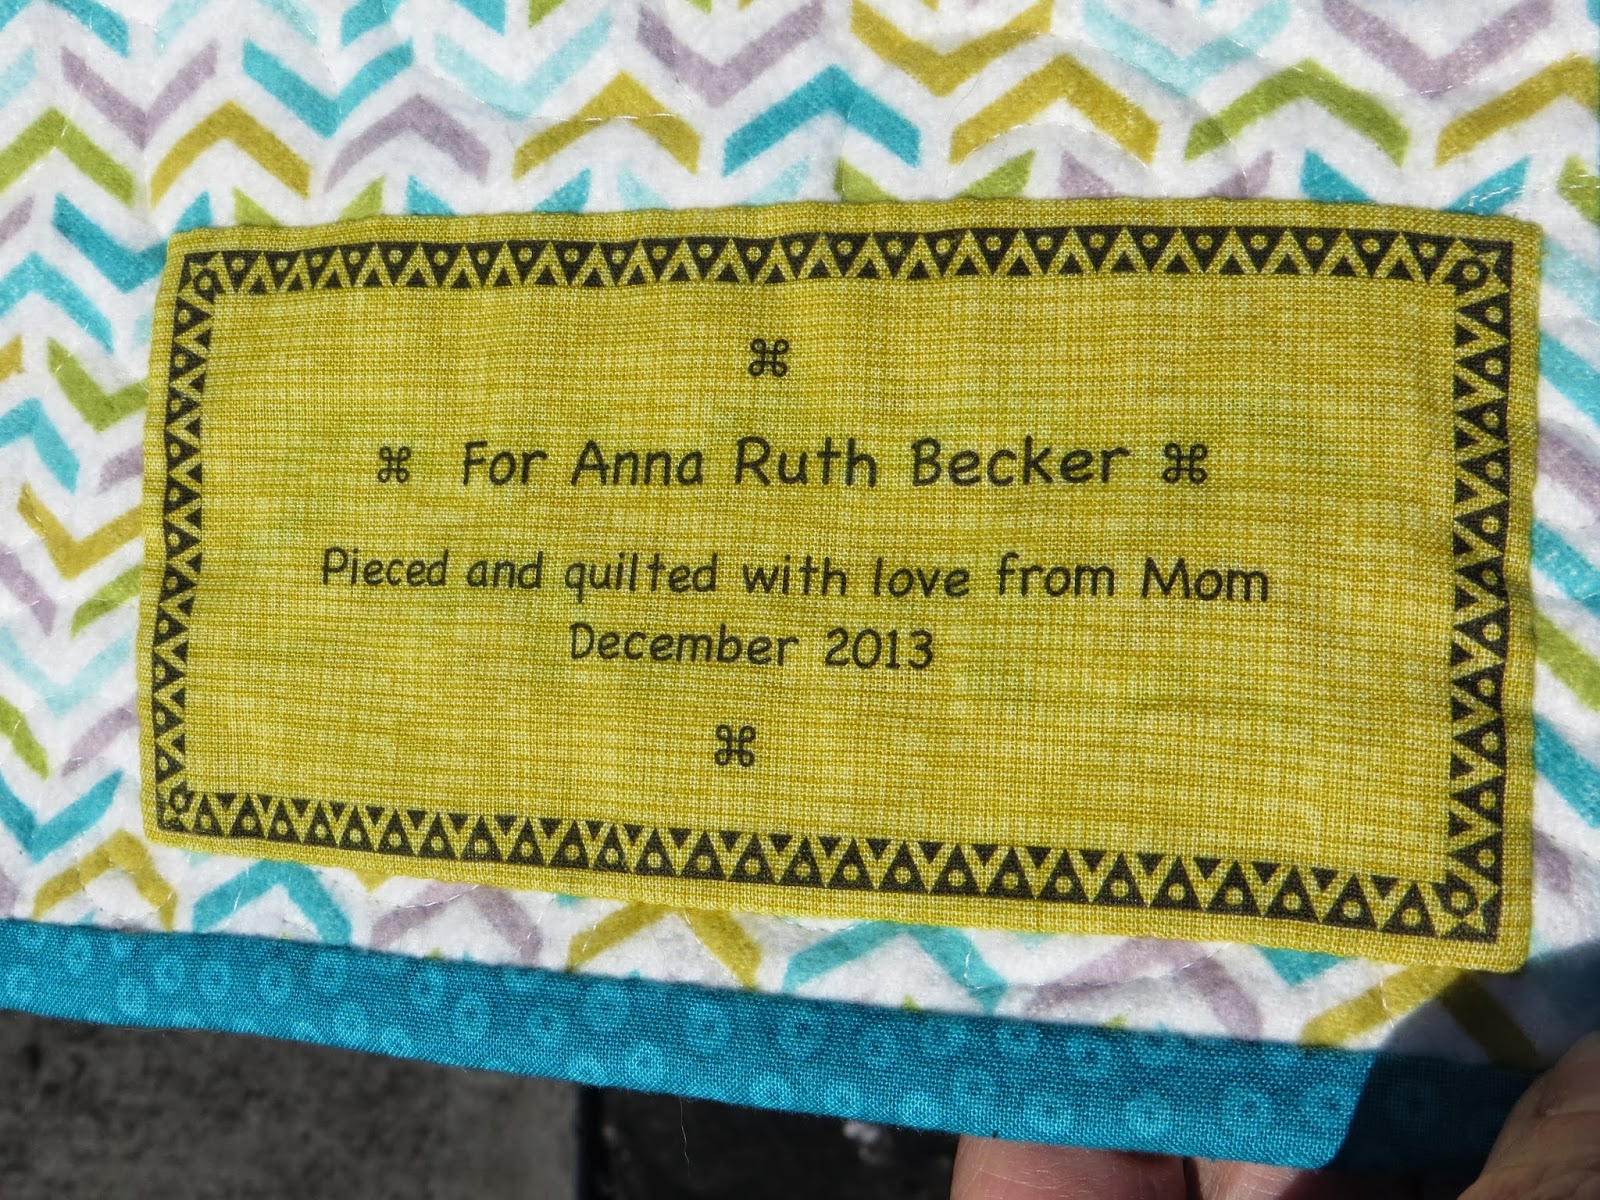 ⌘
⌘ For Anna Ruth Becker ⌘
Pieced and quilted with love from Mom
December 2013
⌘